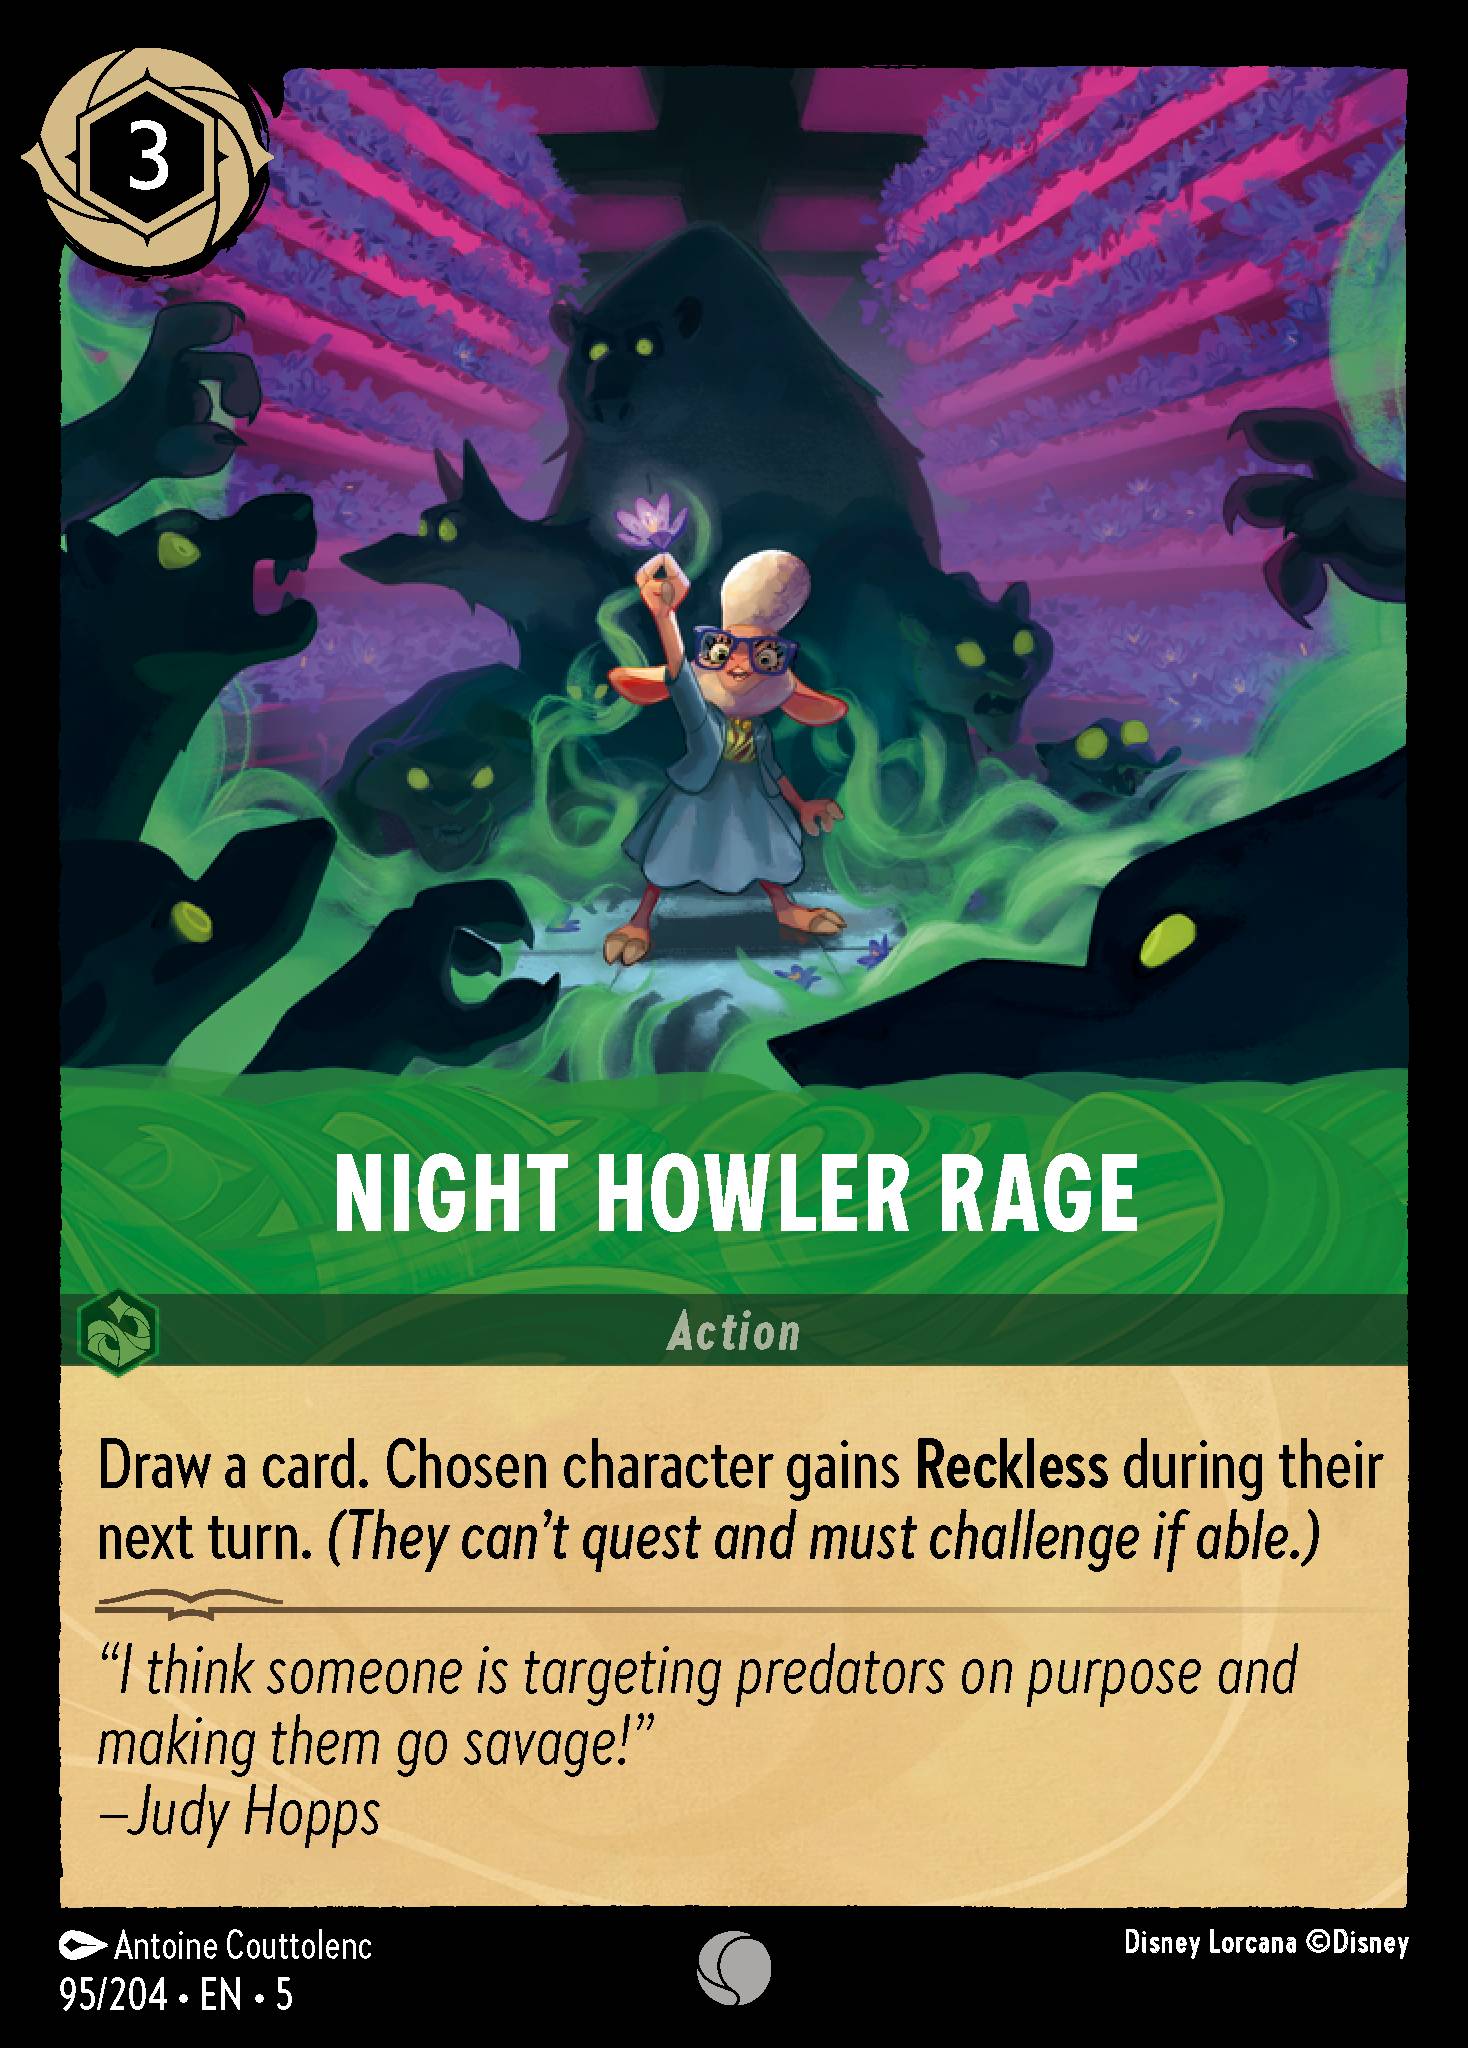 3
NIGHT HOWLER RAGE
Action
Draw a card. Chosen character gains Reckless during their
next turn. (They can’t quest and must challenge if able.)
“I think someone is targeting predators on purpose and
making them go savage!”
–Judy Hopps
Antoine Couttolenc
Disney Lorcana ©Disney
95/204 • EN • 5